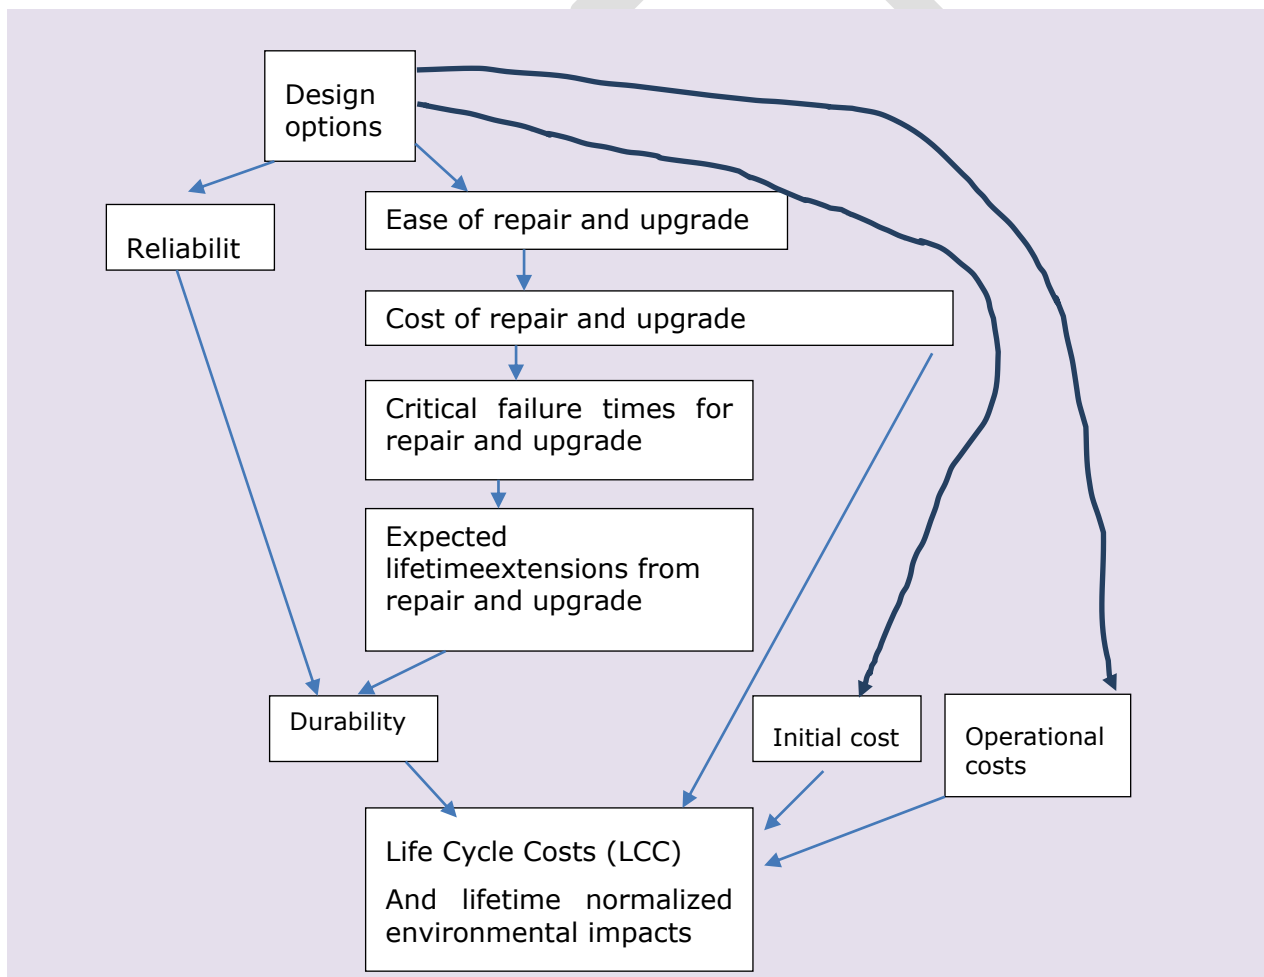 Design
options
Reliabilit
Ease of repair and upgrade
Cost of repair and upgrade
Critical failure times for
repair and upgrade
Expected
lifetimeextensions from
repair and upgrade
Durability
Initial cost
Operational
costs
Life Cycle Costs (LCC)
And lifetime normalized
environmental impacts